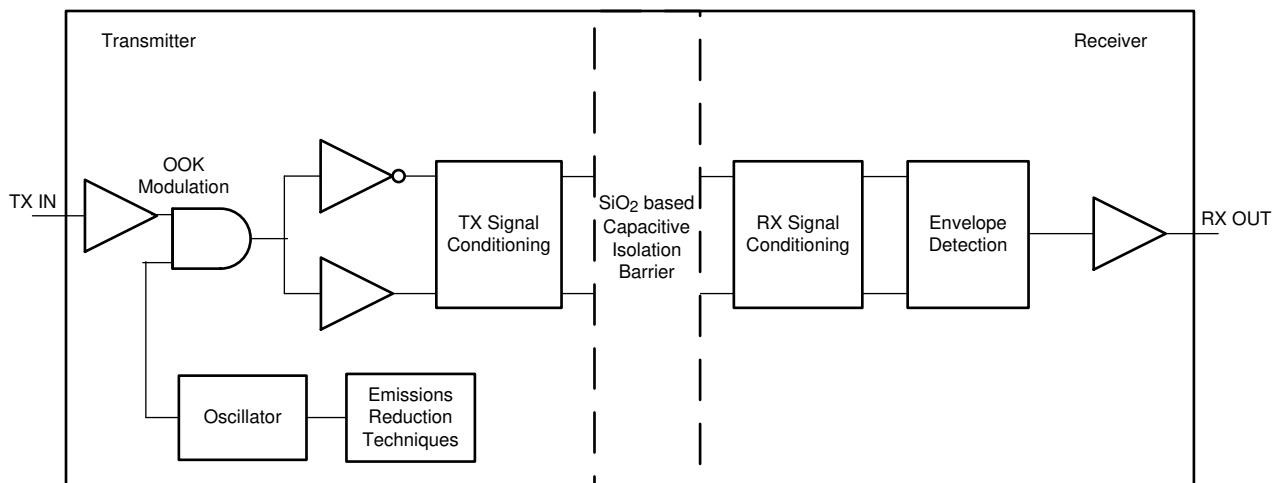 Transmitter
Receiver
OOK
Modulation
TX IN
TX Signal
Conditioning
SiO2 based
Capacitive
Isolation
Barrier
RX Signal
Conditioning
Envelope
Detection
RX OUT
Oscillator
Emissions
Reduction
Techniques